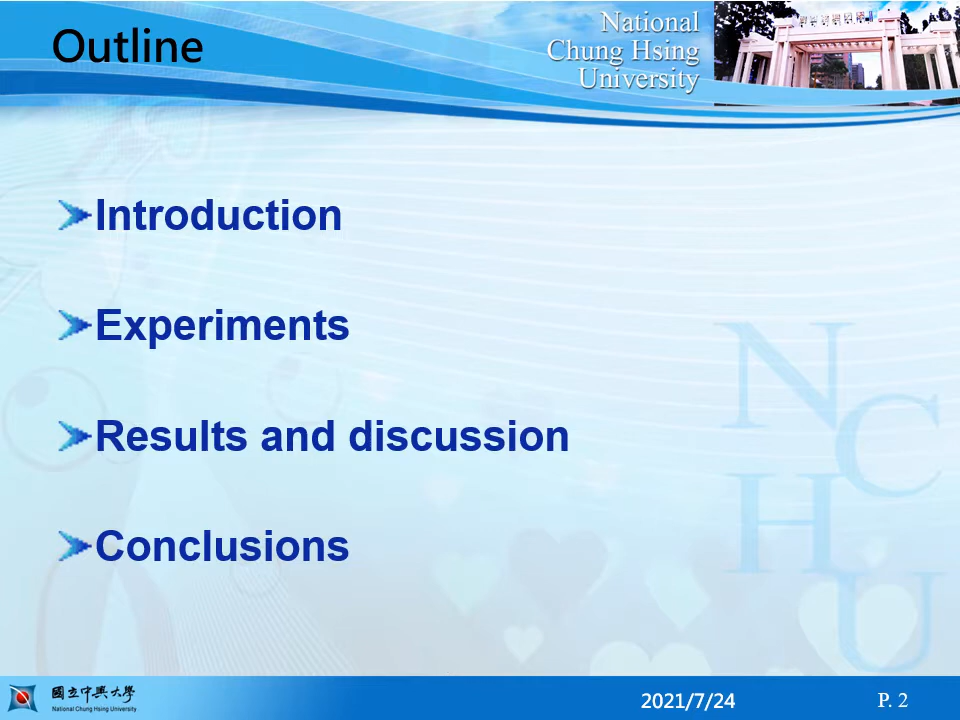 Outline
National
Chung Hsing
University
Introduction
Experiments
Results and discussion
Conclusions
N
C
H
U
國立中興大學
National Chung Hsing University
2021/7/24
P. 2